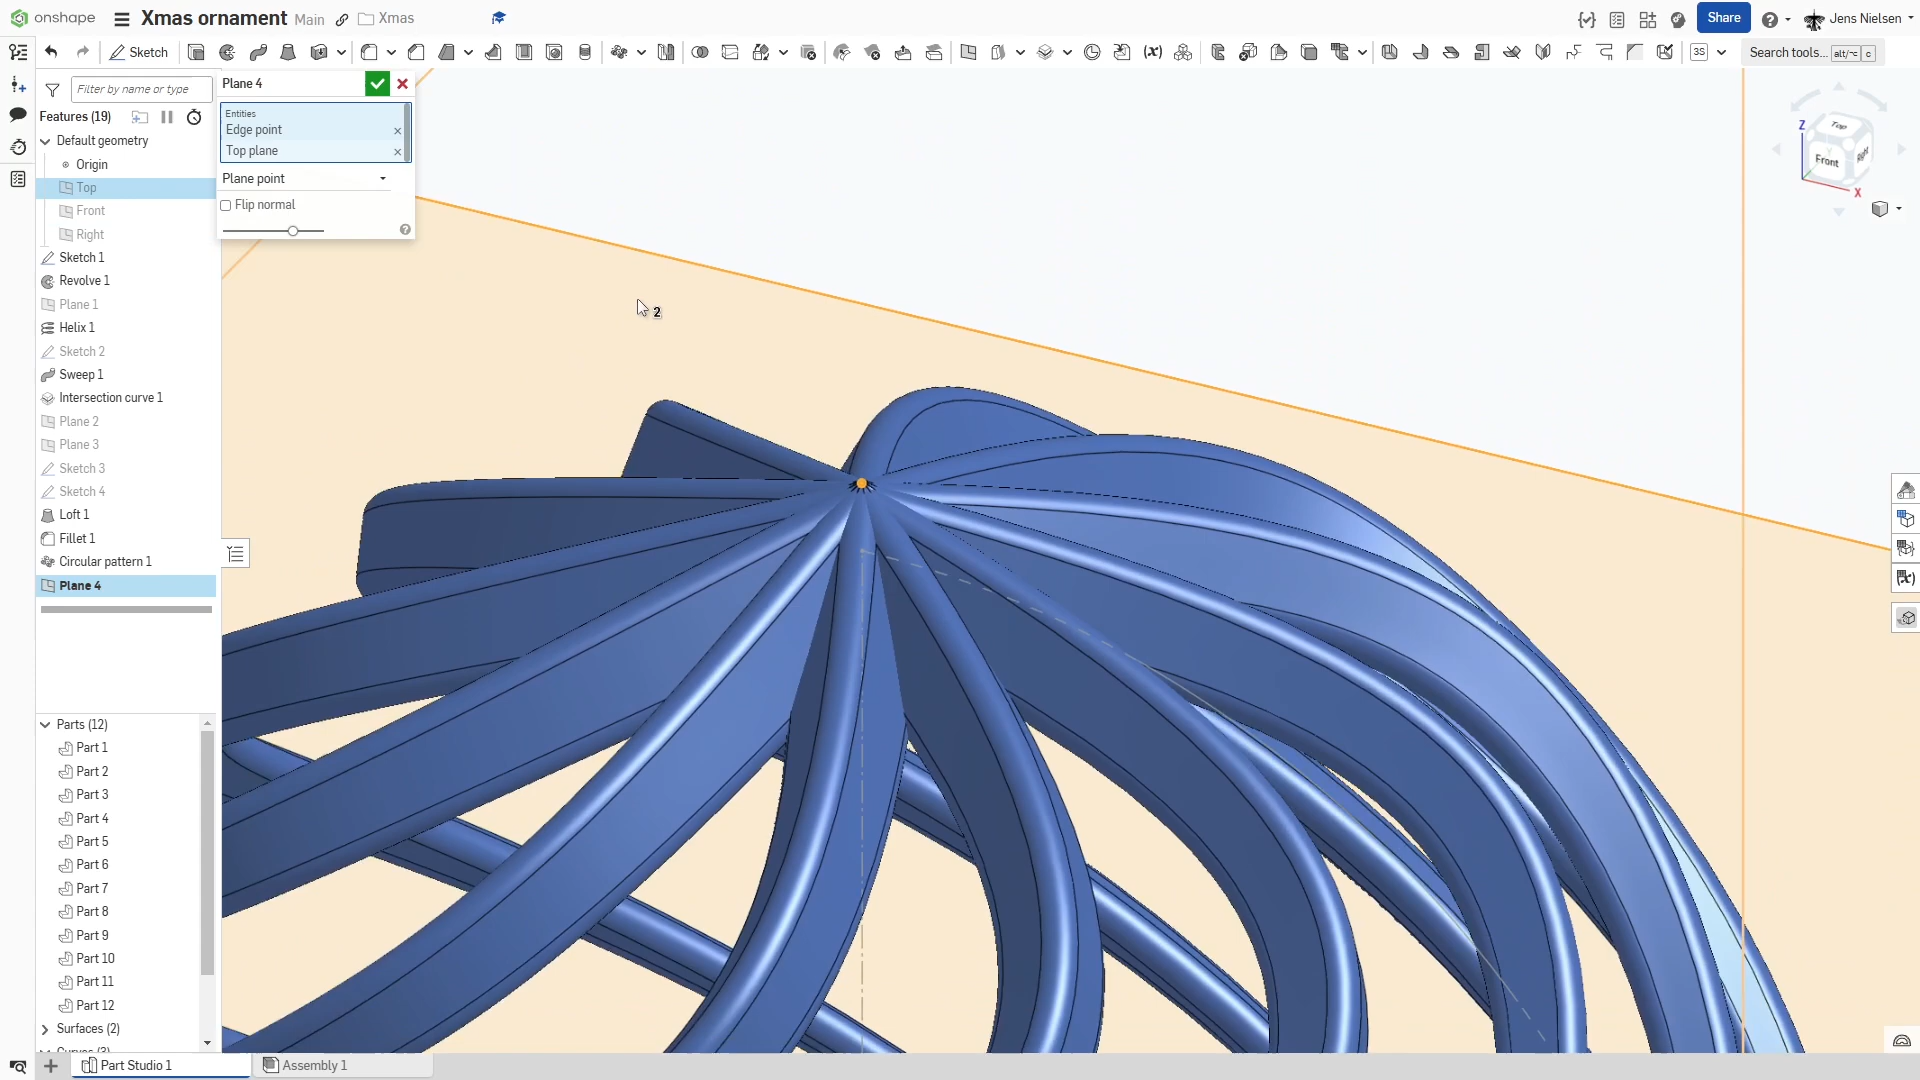 onshape Xmas ornament Main Xmas Share Jens Nielsen
Sketch Search tools... alt/⌥ c
Filter by name or type
Features (19)
Default geometry
Origin
Top
Front
Right
Sketch 1
Revolve 1
Plane 1
Helix 1
Sketch 2
Sweep 1
Intersection curve 1
Plane 2
Plane 3
Sketch 3
Sketch 4
Loft 1
Fillet 1
Circular pattern 1
Plane 4
Parts (12)
Part 1
Part 2
Part 3
Part 4
Part 5
Part 6
Part 7
Part 8
Part 9
Part 10
Part 11
Part 12
Surfaces (2)
Curves (3)
Plane 4
Entities
Edge point
Top plane
Plane point
Flip normal
2
Z
Top
Front
Right
X
Part Studio 1
Assembly 1